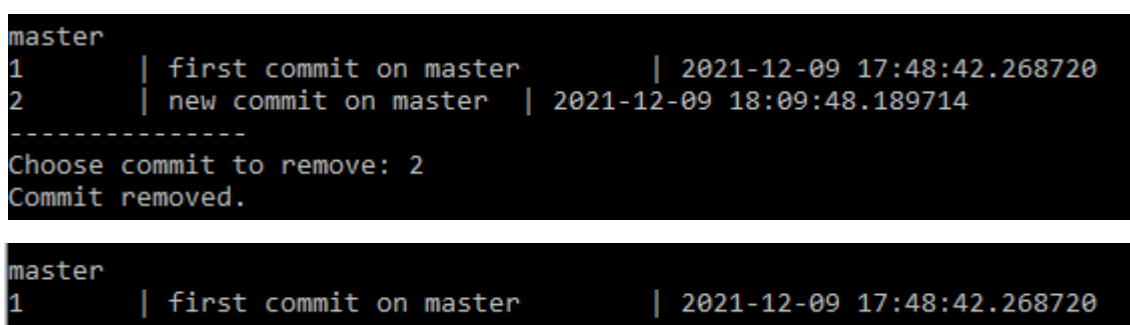 master
1       | first commit on master        | 2021-12-09 17:48:42.268720
2       | new commit on master  | 2021-12-09 18:09:48.189714
---------------
Choose commit to remove: 2
Commit removed.
master
1       | first commit on master        | 2021-12-09 17:48:42.268720